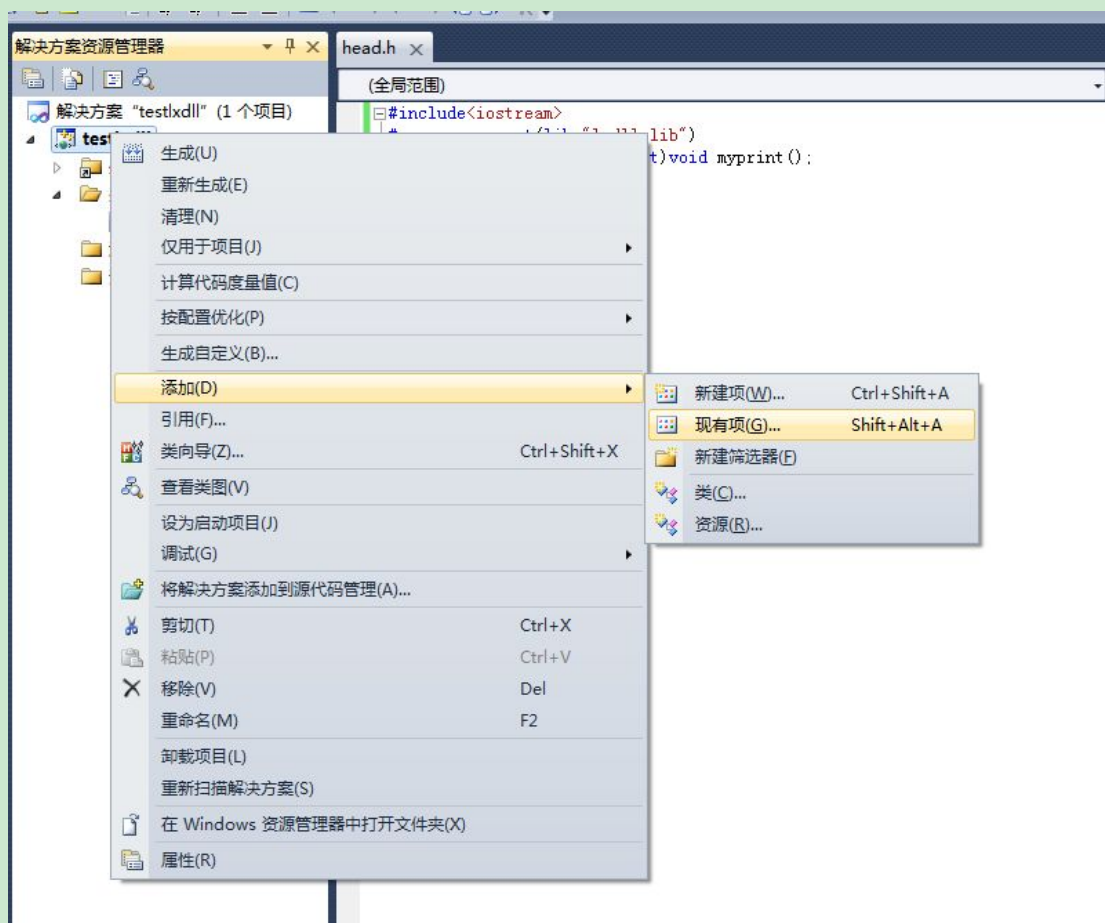 解决方案资源管理器
head.h
(全局范围)
解决方案 “testlxdll” (1 个项目)
#include<iostream>
lib")
t)void myprint();
生成(U)
重新生成(E)
清理(N)
仅用于项目(J)
计算代码度量值(C)
按配置优化(P)
生成自定义(B)...
添加(D)
引用(F)...
类向导(Z)... Ctrl+Shift+X
查看类图(V)
设为启动项目(J)
调试(G)
将解决方案添加到源代码管理(A)...
剪切(T) Ctrl+X
粘贴(P) Ctrl+V
移除(V) Del
重命名(M) F2
卸载项目(L)
重新扫描解决方案(S)
在 Windows 资源管理器中打开文件夹(X)
属性(R)
新建项(W)... Ctrl+Shift+A
现有项(G)... Shift+Alt+A
新建筛选器(F)
类(C)...
资源(R)...